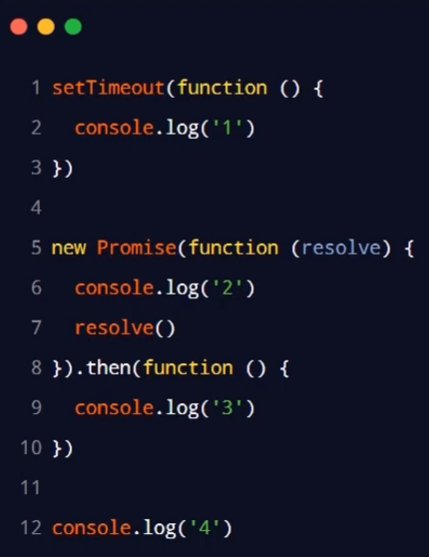 1 setTimeout(function () {
2   console.log('1')
3 })
4
5 new Promise(function (resolve) {
6   console.log('2')
7   resolve()
8 }).then(function () {
9   console.log('3')
10 })
11
12 console.log('4')